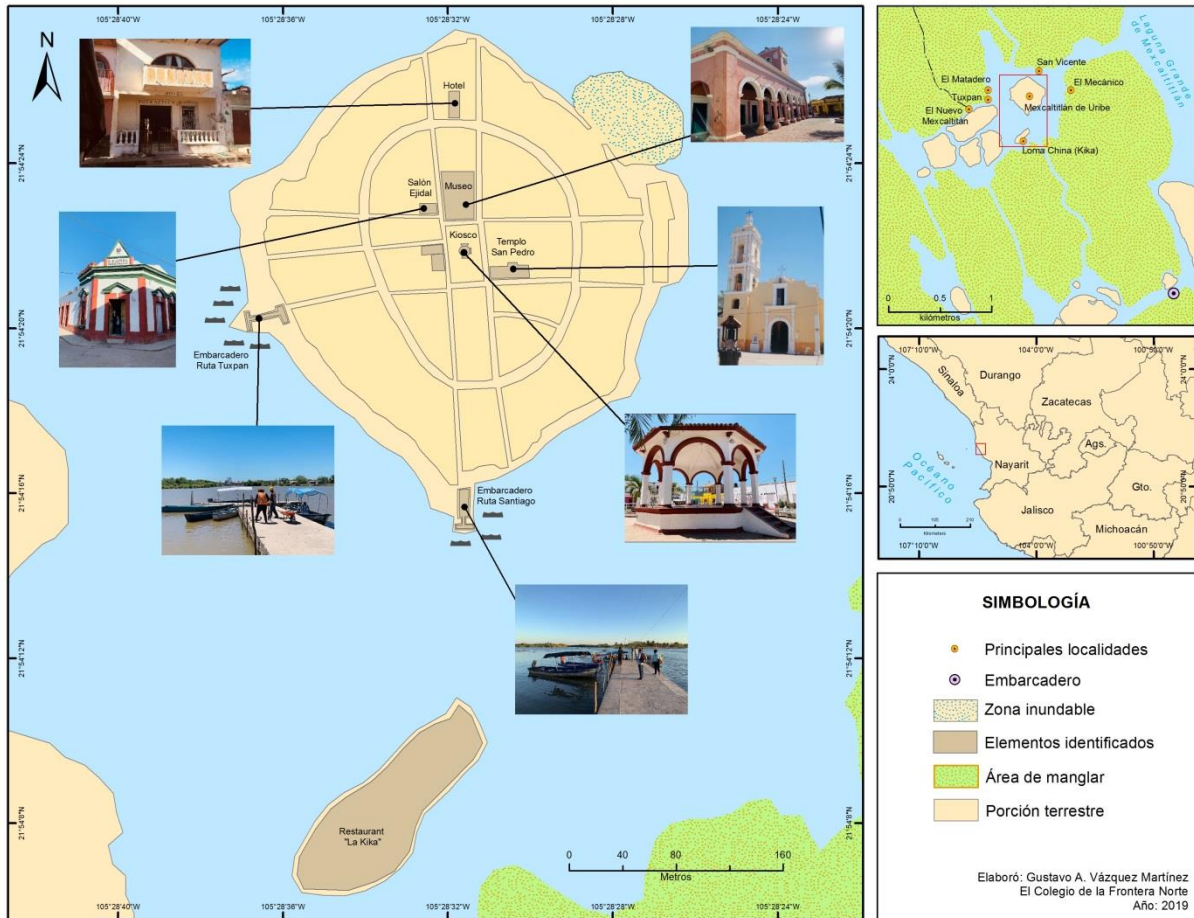 105°28'40"W
105°28'36"W
105°28'32"W
105°28'28"W
105°28'24"W
N
Hotel
Salón
Ejidal
Museo
Kiosco
Templo
San Pedro
Embarcadero
Ruta Tuxpan
Embarcadero
Ruta Santiago
Restaurant
"La Kika"
21°54'24"N
21°54'20"N
21°54'16"N
21°54'12"N
21°54'8"N
21°54'24"N
21°54'20"N
21°54'16"N
21°54'12"N
21°54'8"N
0 40 80 160
Metros
105°28'40"W
105°28'36"W
105°28'32"W
105°28'28"W
105°28'24"W
Laguna Grande
de Mexcaltitlán
San Vicente
El Matadero
El Mecánico
Tuxpan
Mexcaltitlán de Uribe
El Nuevo
Mexcaltitán
Loma China (Kika)
0 0.5 1
kilómetros
107°10'0"W
104°0'0"W
100°50'0"W
24°0'0"N
24°0'0"N
Sinaloa
Durango
Zacatecas
Ags.
Nayarit
Océano
Pacífico
Gto.
Jalisco
Michoacán
20°50'0"N
20°50'0"N
Kilómetros
107°10'0"W
104°0'0"W
100°50'0"W
SIMBOLOGÍA
Principales localidades
Embarcadero
Zona inundable
Elementos identificados
Área de manglar
Porción terrestre
Elaboró: Gustavo A. Vázquez Martínez
El Colegio de la Frontera Norte
Año: 2019